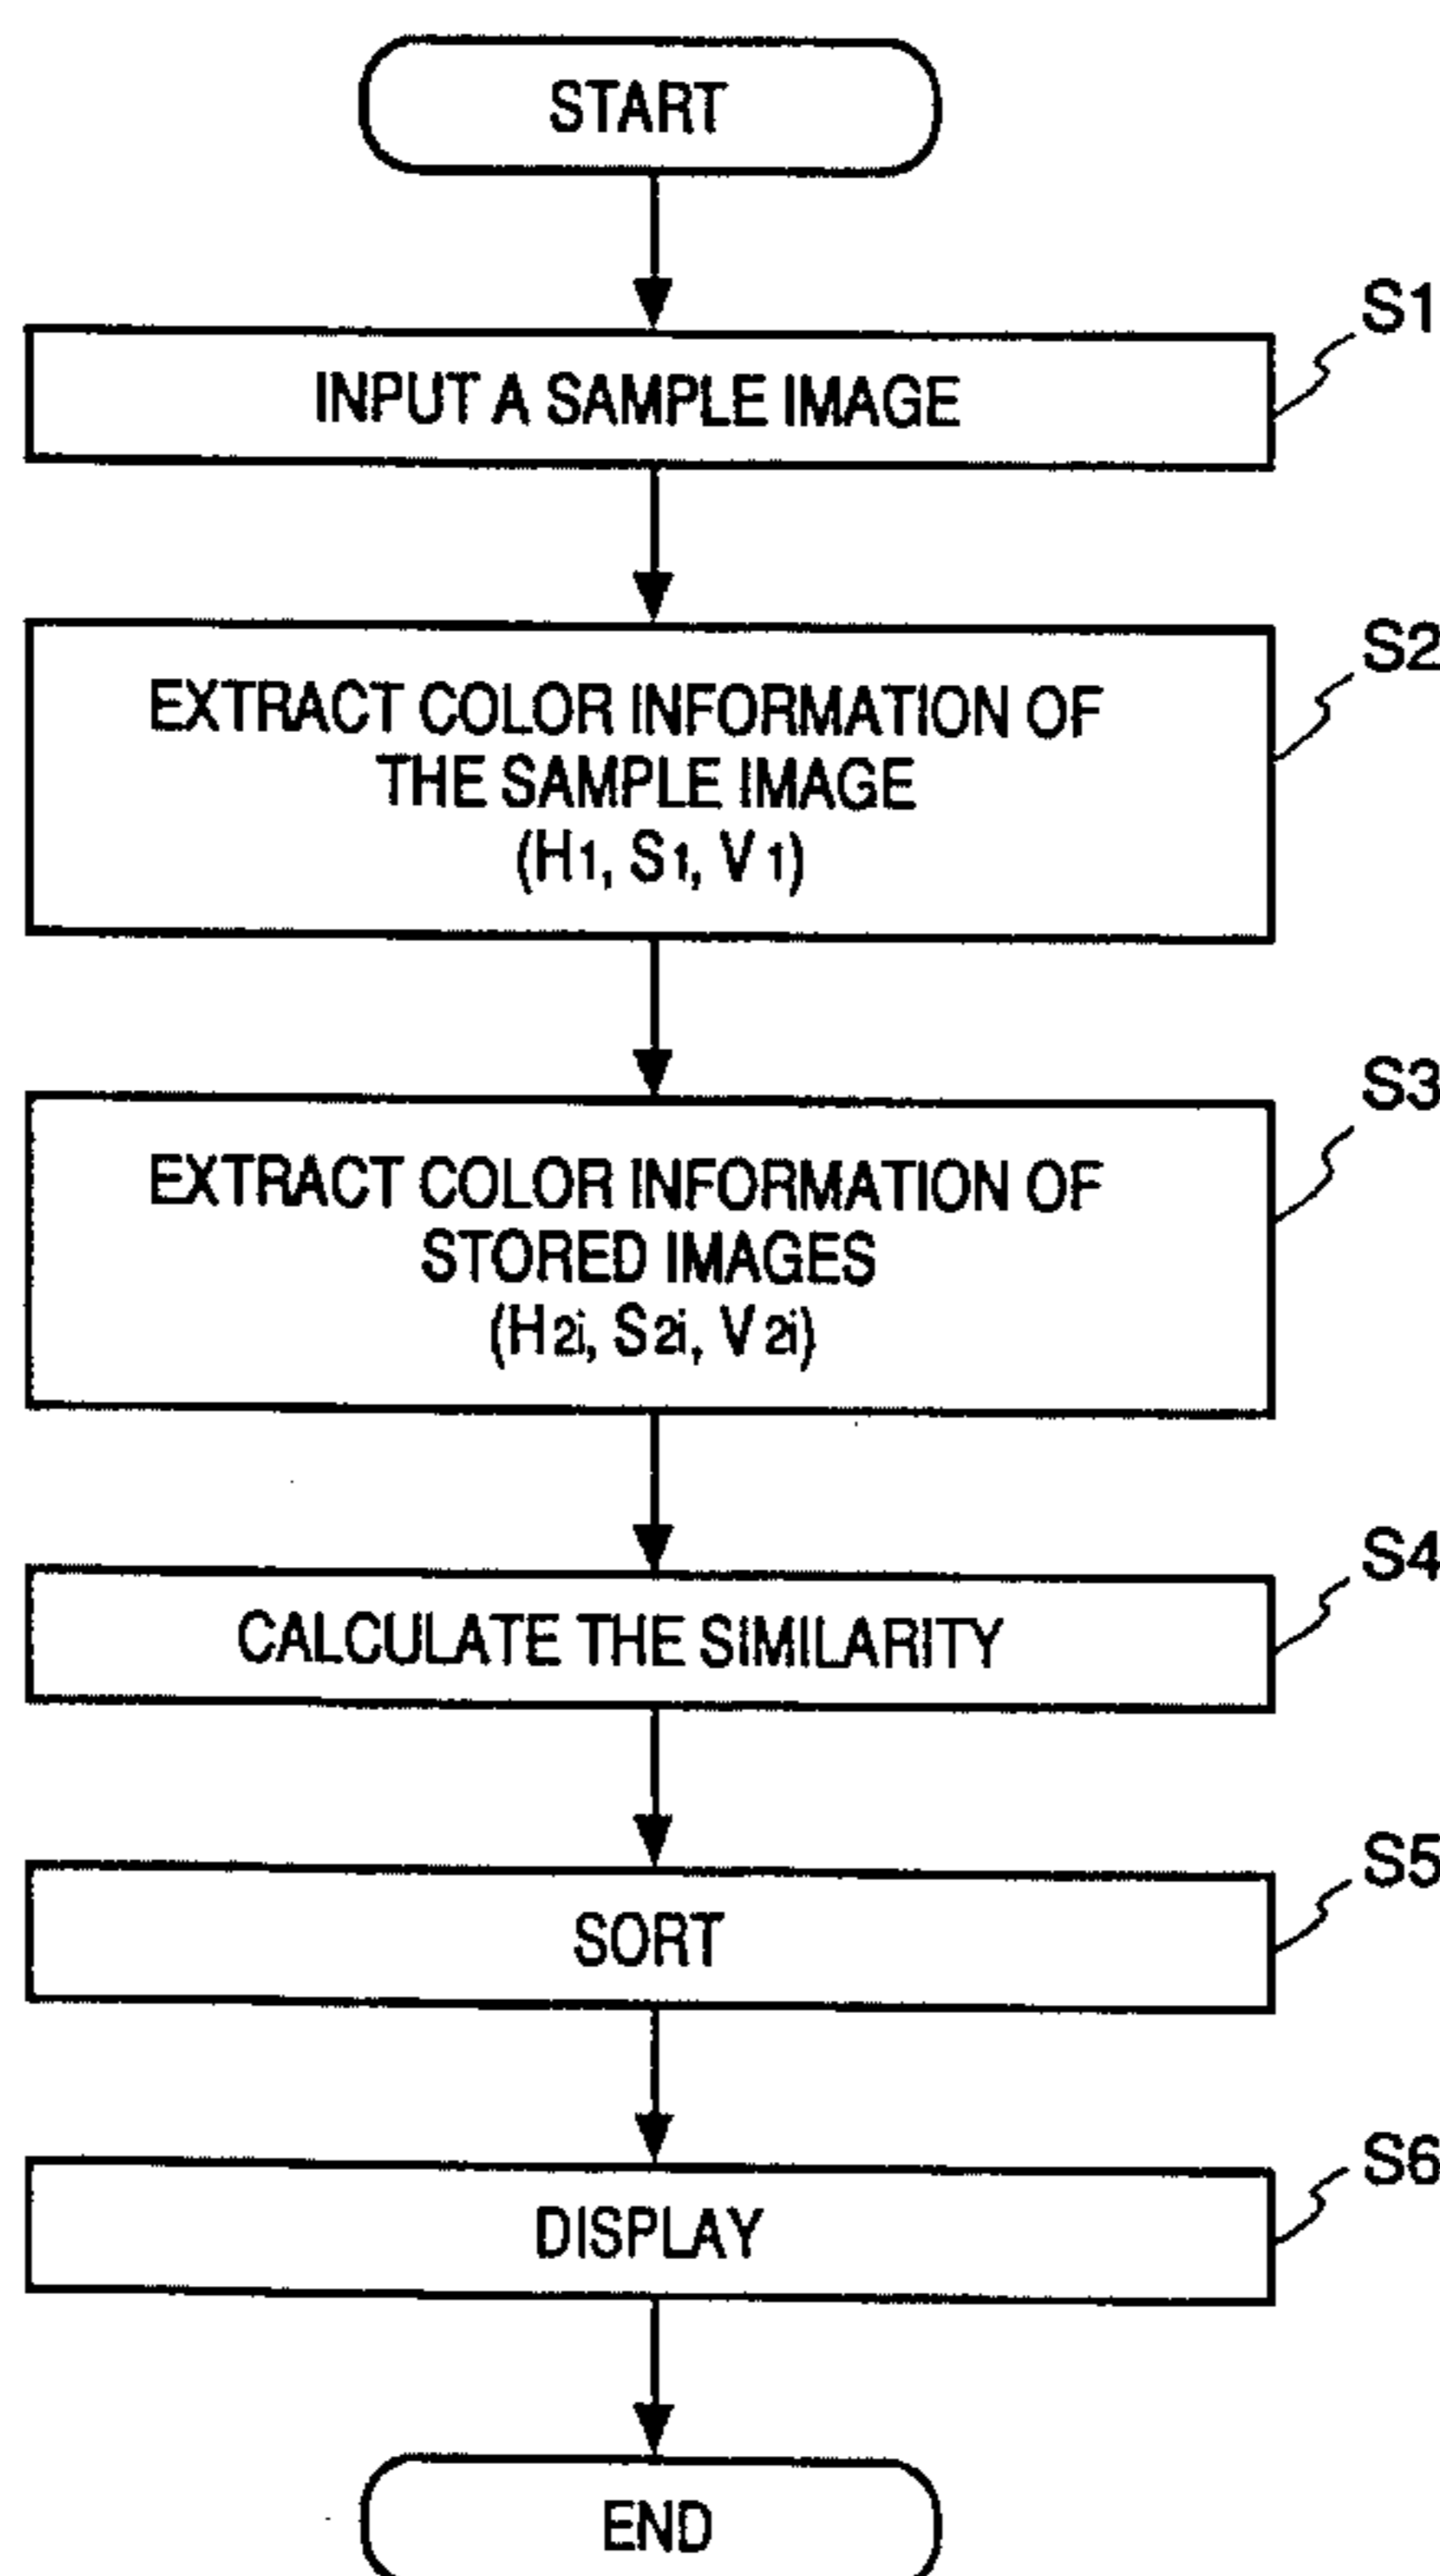 START
S1
INPUT A SAMPLE IMAGE
S2
EXTRACT COLOR INFORMATION OF
THE SAMPLE IMAGE
(H1, S1, V1)
S3
EXTRACT COLOR INFORMATION OF
STORED IMAGES
(H2i, S2i, V2i)
S4
CALCULATE THE SIMILARITY
S5
SORT
S6
DISPLAY
END